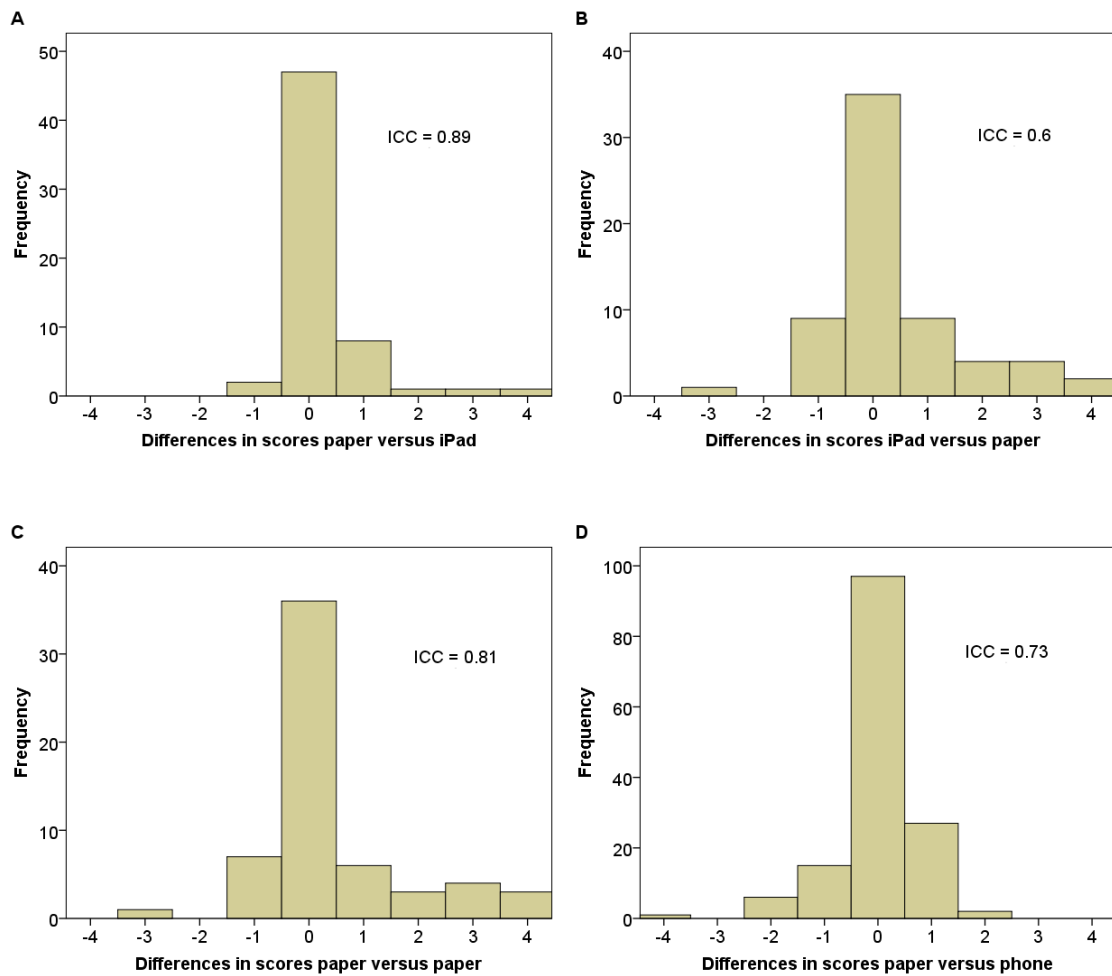 A
50
40
30
20
10
0
Frequency
ICC = 0.89
-4 -3 -2 -1 0 1 2 3 4
Differences in scores paper versus iPad
B
40
30
20
10
0
Frequency
ICC = 0.6
-4 -3 -2 -1 0 1 2 3 4
Differences in scores iPad versus paper
C
40
30
20
10
0
Frequency
ICC = 0.81
-4 -3 -2 -1 0 1 2 3 4
Differences in scores paper versus paper
D
100
80
60
40
20
0
Frequency
ICC = 0.73
-4 -3 -2 -1 0 1 2 3 4
Differences in scores paper versus phone